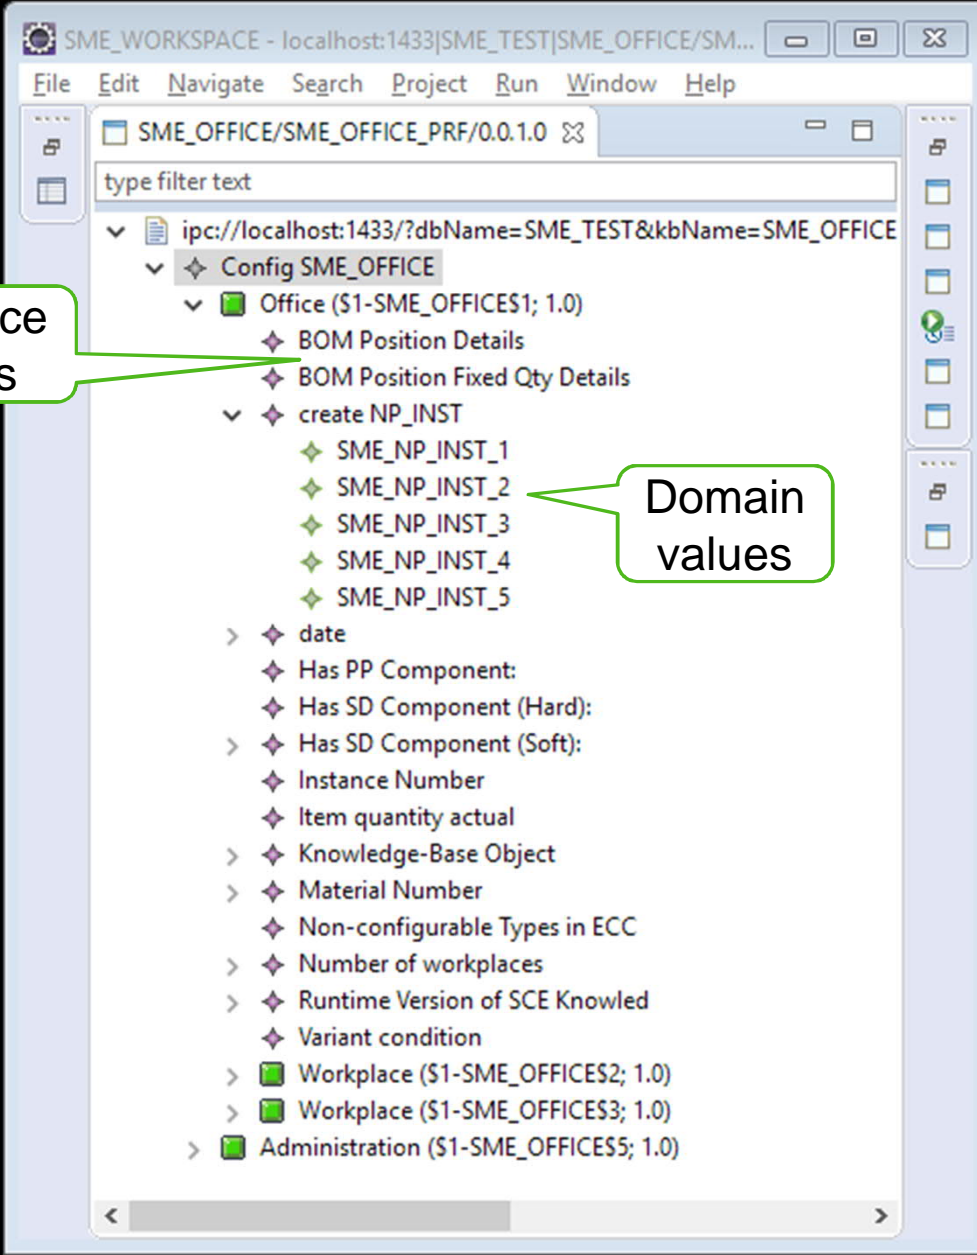 SME_WORKSPACE - localhost:1433|SME_TEST|SME_OFFICE/SM...
File Edit Navigate Search Project Run Window Help
SME_OFFICE/SME_OFFICE_PRF/0.0.1.0
type filter text
ipc://localhost:1433/?dbName=SME_TEST&kbName=SME_OFFICE
Config SME_OFFICE
Office ($1-SME_OFFICE$1; 1.0)
BOM Position Details
BOM Position Fixed Qty Details
create NP_INST
SME_NP_INST_1
SME_NP_INST_2
SME_NP_INST_3
SME_NP_INST_4
SME_NP_INST_5
Domain
values
date
Has PP Component:
Has SD Component (Hard):
Has SD Component (Soft):
Instance Number
Item quantity actual
Knowledge-Base Object
Material Number
Non-configurable Types in ECC
Number of workplaces
Runtime Version of SCE Knowled
Variant condition
Workplace ($1-SME_OFFICE$2; 1.0)
Workplace ($1-SME_OFFICE$3; 1.0)
Administration ($1-SME_OFFICE$5; 1.0)